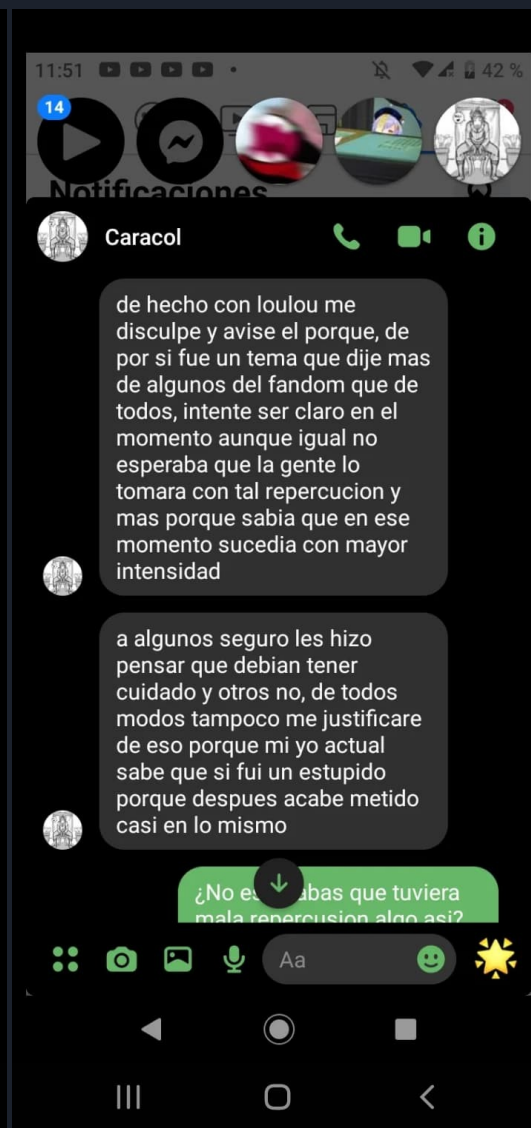 11:51
42 %
14
Notificaciones
Caracol
de hecho con loulou me
disculpe y avise el porque, de
por si fue un tema que dije mas
de algunos del fandom que de
todos, intente ser claro en el
momento aunque igual no
esperaba que la gente lo
tomara con tal repercucion y
mas porque sabia que en ese
momento sucedia con mayor
intensidad
a algunos seguro les hizo
pensar que debian tener
cuidado y otros no, de todos
modos tampoco me justificare
de eso porque mi yo actual
sabe que si fui un estupido
porque despues acabe metido
casi en lo mismo
¿No que tuviera
mala repercusion algo asi?
Aa